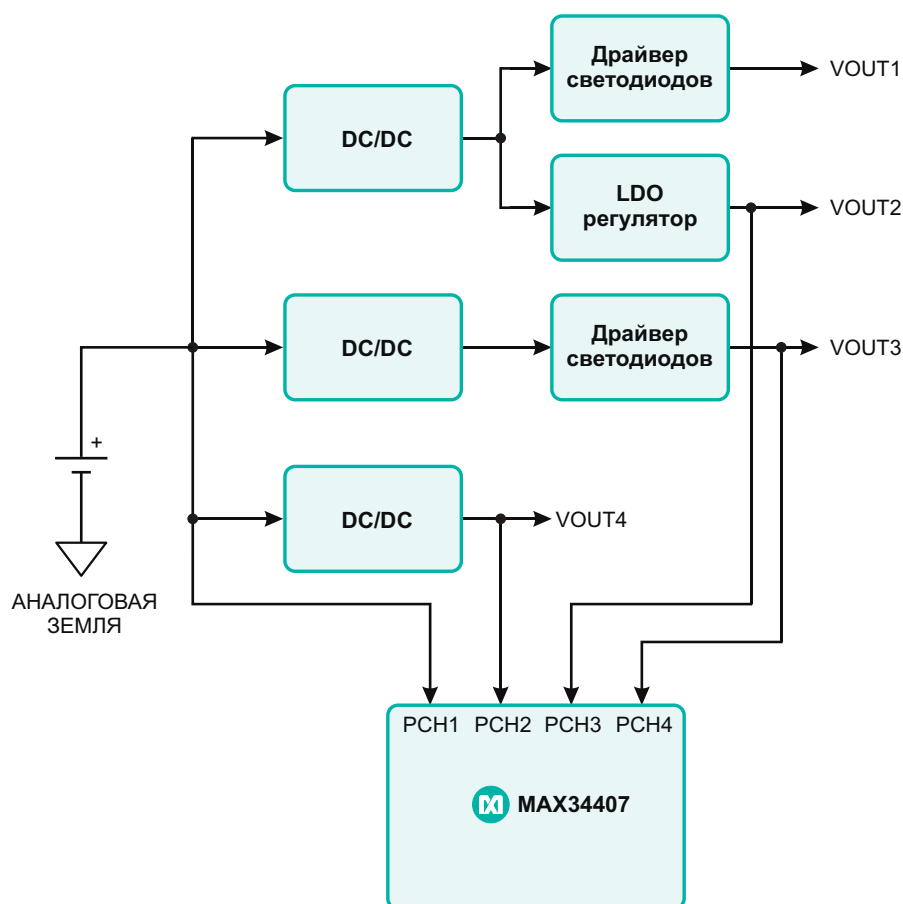 Драйвер
светодиодов
VOUT1
DC/DC
LDO
регулятор
VOUT2
DC/DC
Драйвер
светодиодов
VOUT3
+
DC/DC
VOUT4
АНАЛОГОВАЯ
ЗЕМЛЯ
PCH1 PCH2 PCH3 PCH4
MAX34407